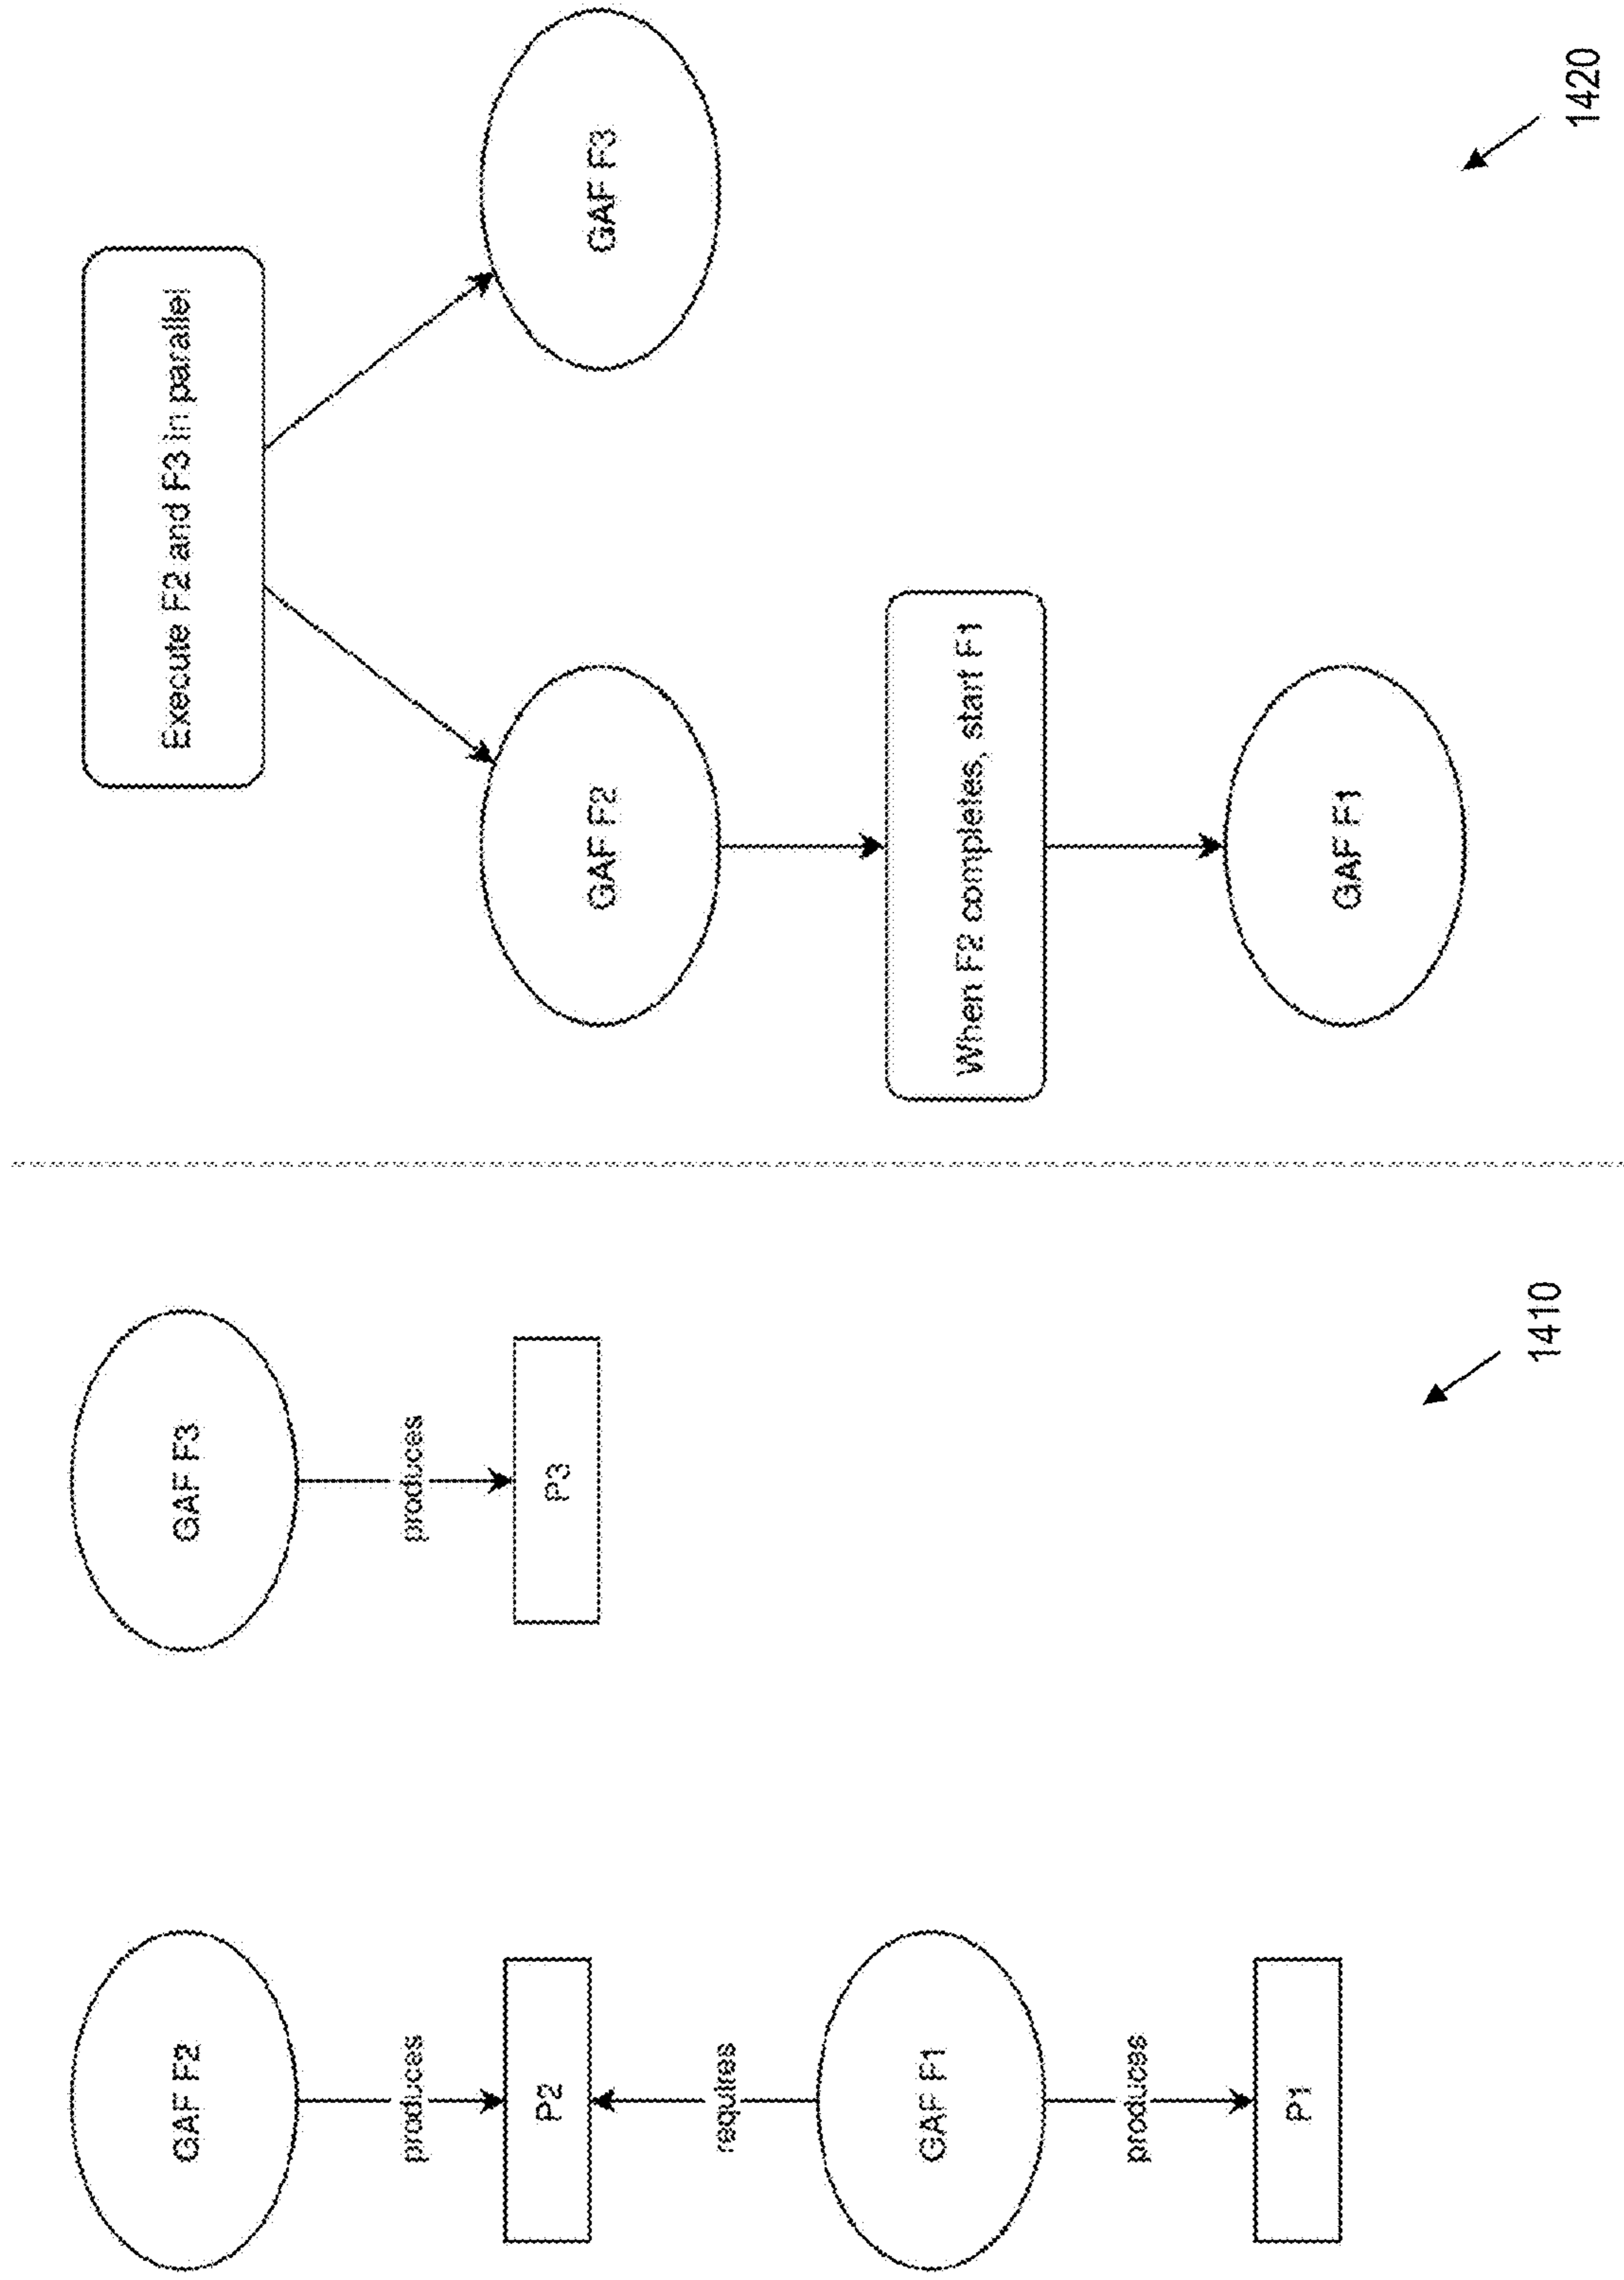 GAF F2
GAF F3
produces
produces
P2
P3
requires
GAF F1
produces
P1
1410
Execute F2 and F3 in parallel
GAF F2
GAF F3
When F2 completes, start F1
GAF F1
1420